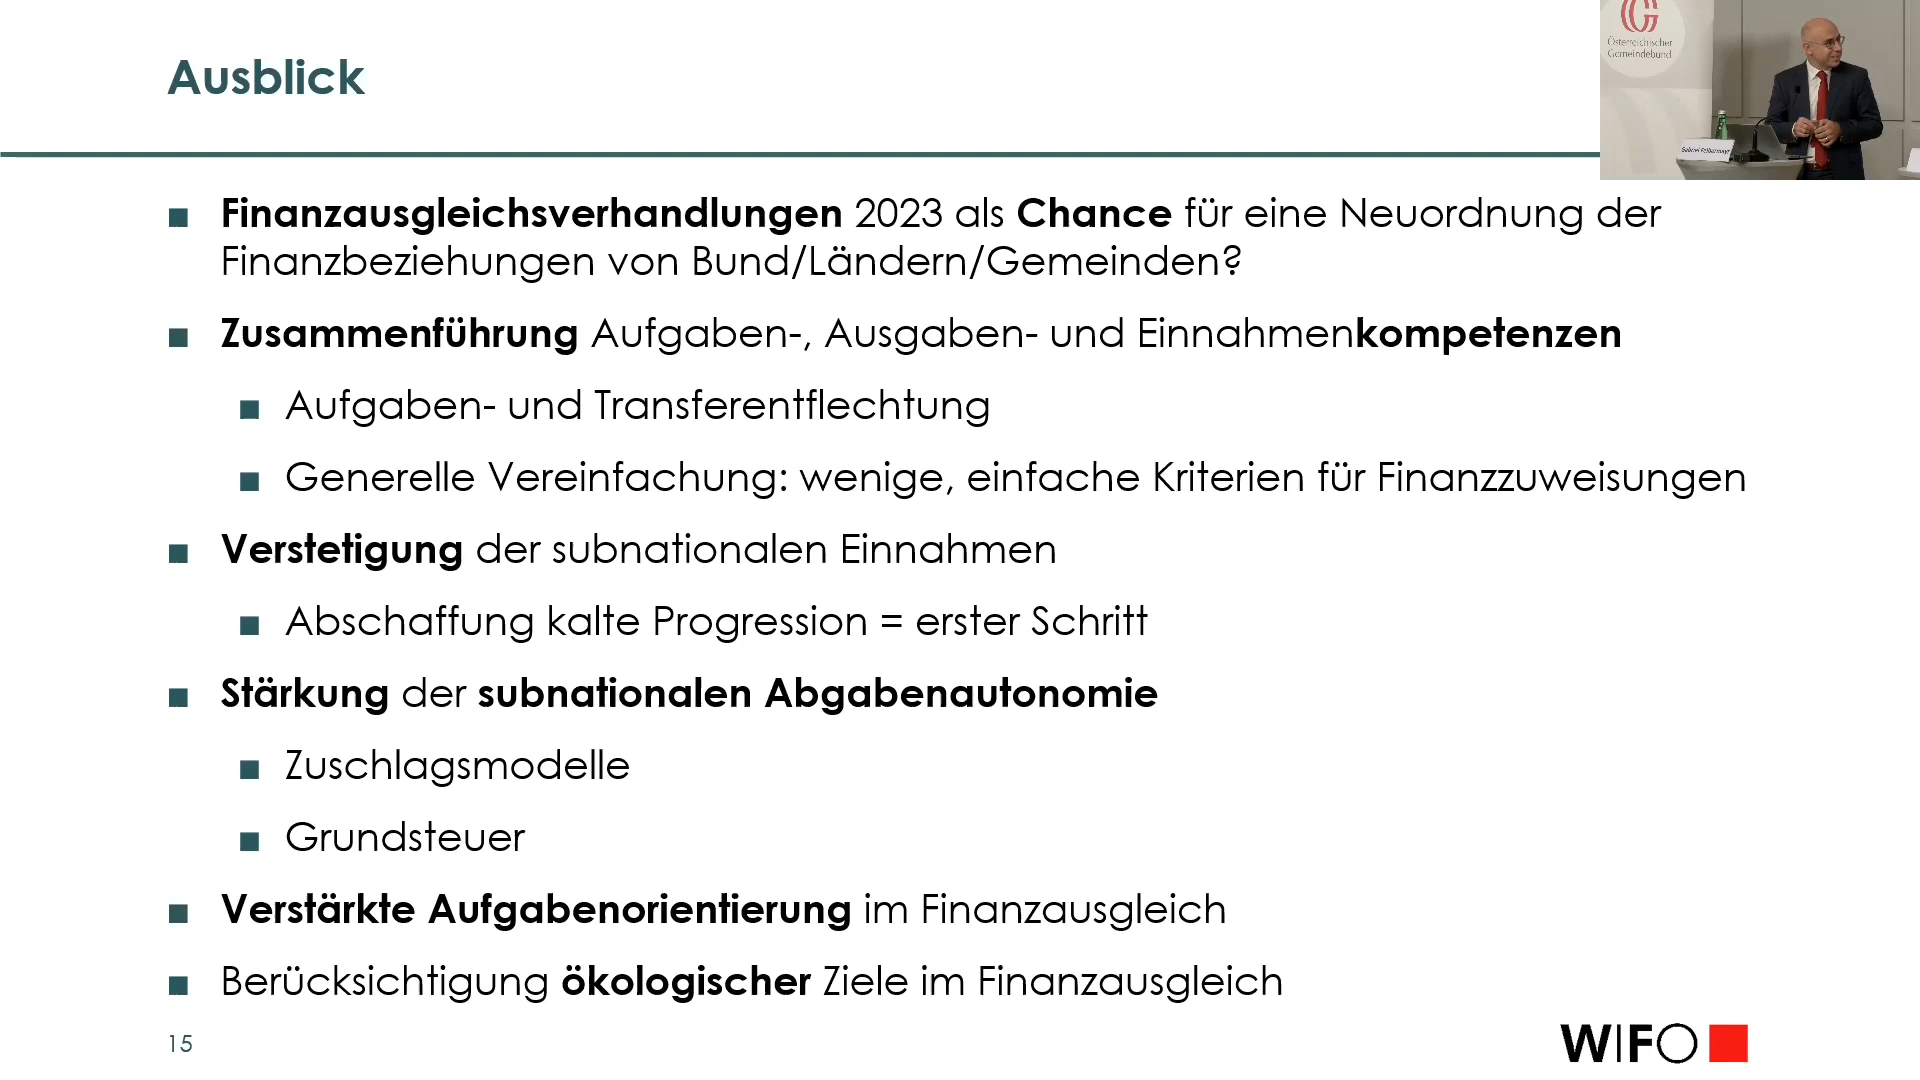 Ausblick
Österreichischer
Gemeindebund
Gabriel Felbermayr
Finanzausgleichsverhandlungen 2023 als Chance für eine Neuordnung der
Finanzbeziehungen von Bund/Ländern/Gemeinden?
Zusammenführung Aufgaben-, Ausgaben- und Einnahmenkompetenzen
Aufgaben- und Transferentflechtung
Generelle Vereinfachung: wenige, einfache Kriterien für Finanzzuweisungen
Verstetigung der subnationalen Einnahmen
Abschaffung kalte Progression = erster Schritt
Stärkung der subnationalen Abgabenautonomie
Zuschlagsmodelle
Grundsteuer
Verstärkte Aufgabenorientierung im Finanzausgleich
Berücksichtigung ökologischer Ziele im Finanzausgleich
15
WIFO